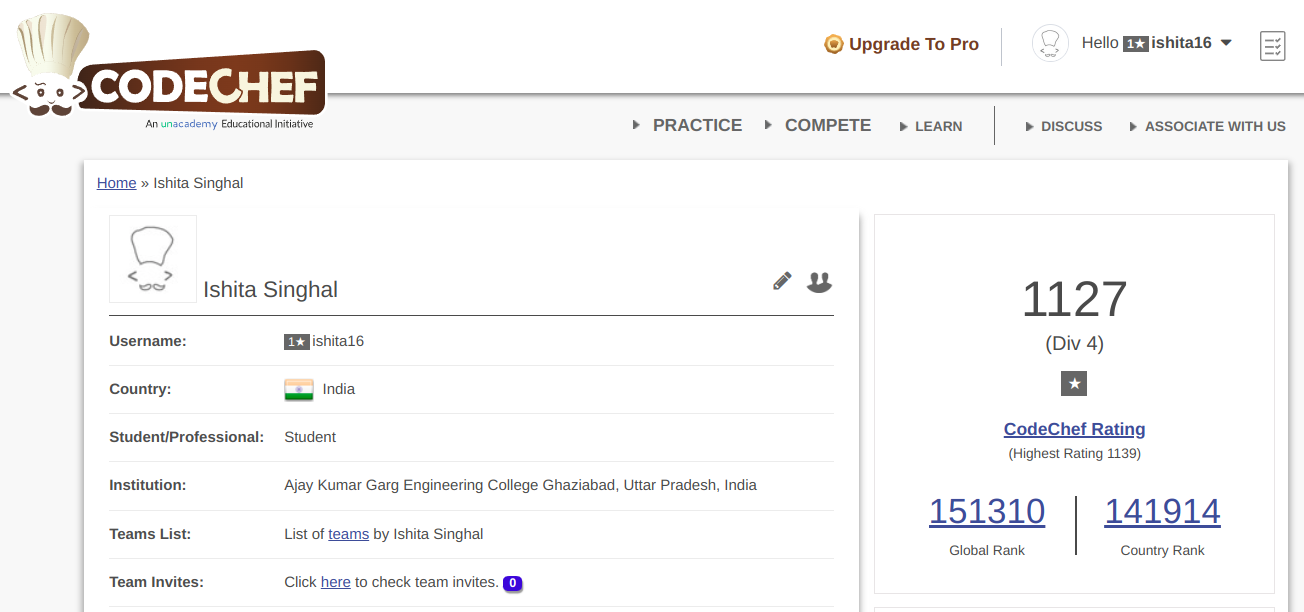 Upgrade To Pro
Hello 1★ ishita16
CODECHEF
An unacademy Educational Initiative
PRACTICE COMPETE LEARN DISCUSS ASSOCIATE WITH US
Home » Ishita Singhal
Ishita Singhal
Username: 1★ ishita16
Country: India
Student/Professional: Student
Institution: Ajay Kumar Garg Engineering College Ghaziabad, Uttar Pradesh, India
Teams List: List of teams by Ishita Singhal
Team Invites: Click here to check team invites. 0
1127
(Div 4)
★
CodeChef Rating
(Highest Rating 1139)
151310 141914
Global Rank Country Rank